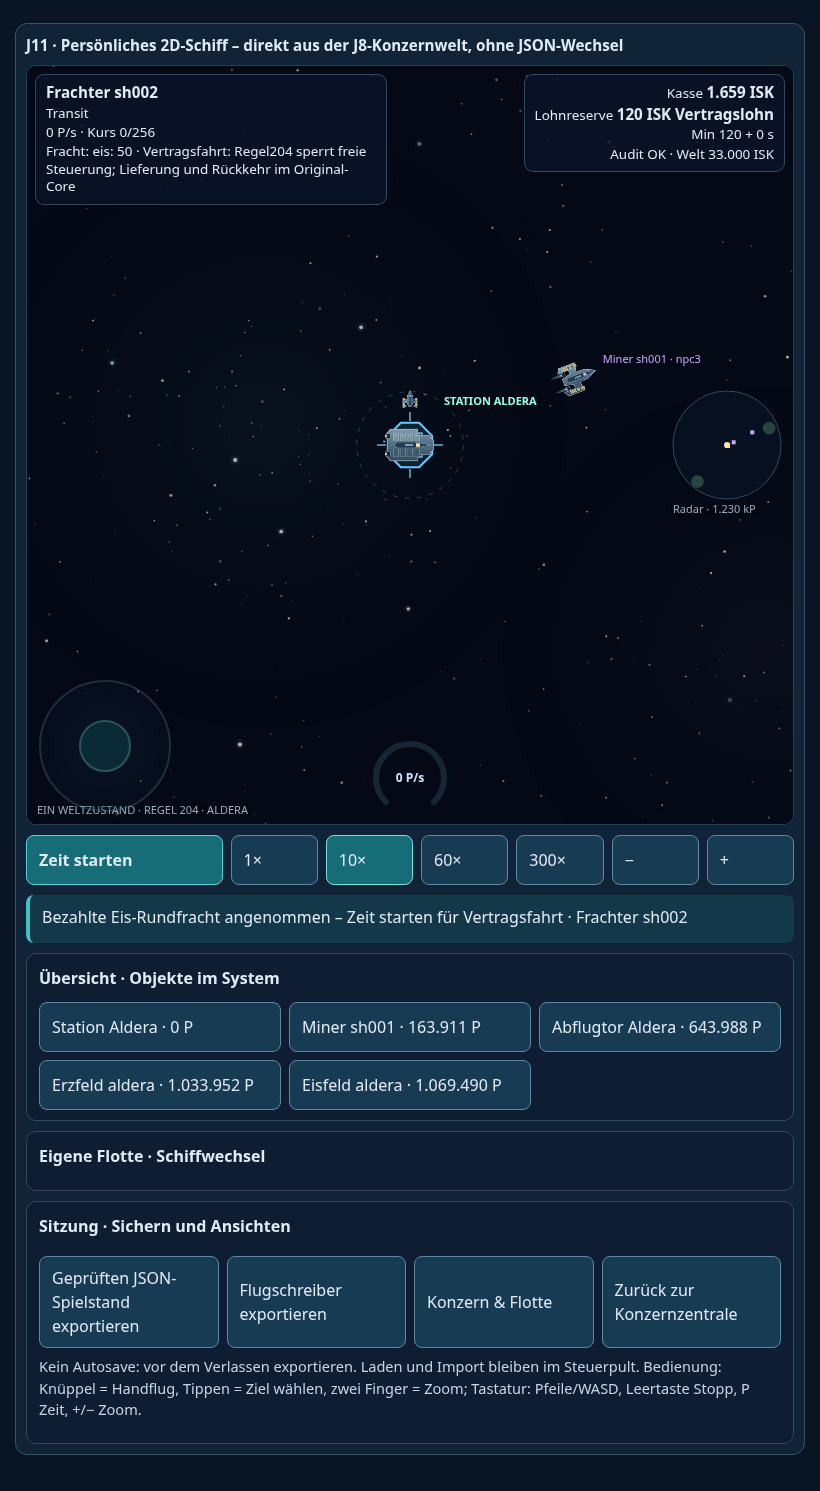 J11 · Persönliches 2D-Schiff – direkt aus der J8-Konzernwelt, ohne JSON-Wechsel
Frachter sh002
Transit
0 P/s · Kurs 0/256
Fracht: eis: 50 · Vertragsfahrt: Regel204 sperrt freie
Steuerung; Lieferung und Rückkehr im Original-
Core
Kasse 1.659 ISK
Lohnreserve 120 ISK Vertragslohn
Min 120 + 0 s
Audit OK · Welt 33.000 ISK
Miner sh001 · npc3
STATION ALDERA
Radar · 1.230 kP
0 P/s
EIN WELTZUSTAND · REGEL 204 · ALDERA
Zeit starten
1×
10×
60×
300×
−
+
Bezahlte Eis-Rundfracht angenommen – Zeit starten für Vertragsfahrt · Frachter sh002
Übersicht · Objekte im System
Station Aldera · 0 P
Miner sh001 · 163.911 P
Abflugtor Aldera · 643.988 P
Erzfeld aldera · 1.033.952 P
Eisfeld aldera · 1.069.490 P
Eigene Flotte · Schiffwechsel
Sitzung · Sichern und Ansichten
Geprüften JSON-
Spielstand
exportieren
Flugschreiber
exportieren
Konzern & Flotte
Zurück zur
Konzernzentrale
Kein Autosave: vor dem Verlassen exportieren. Laden und Import bleiben im Steuerpult. Bedienung:
Knüppel = Handflug, Tippen = Ziel wählen, zwei Finger = Zoom; Tastatur: Pfeile/WASD, Leertaste Stopp, P
Zeit, +/− Zoom.